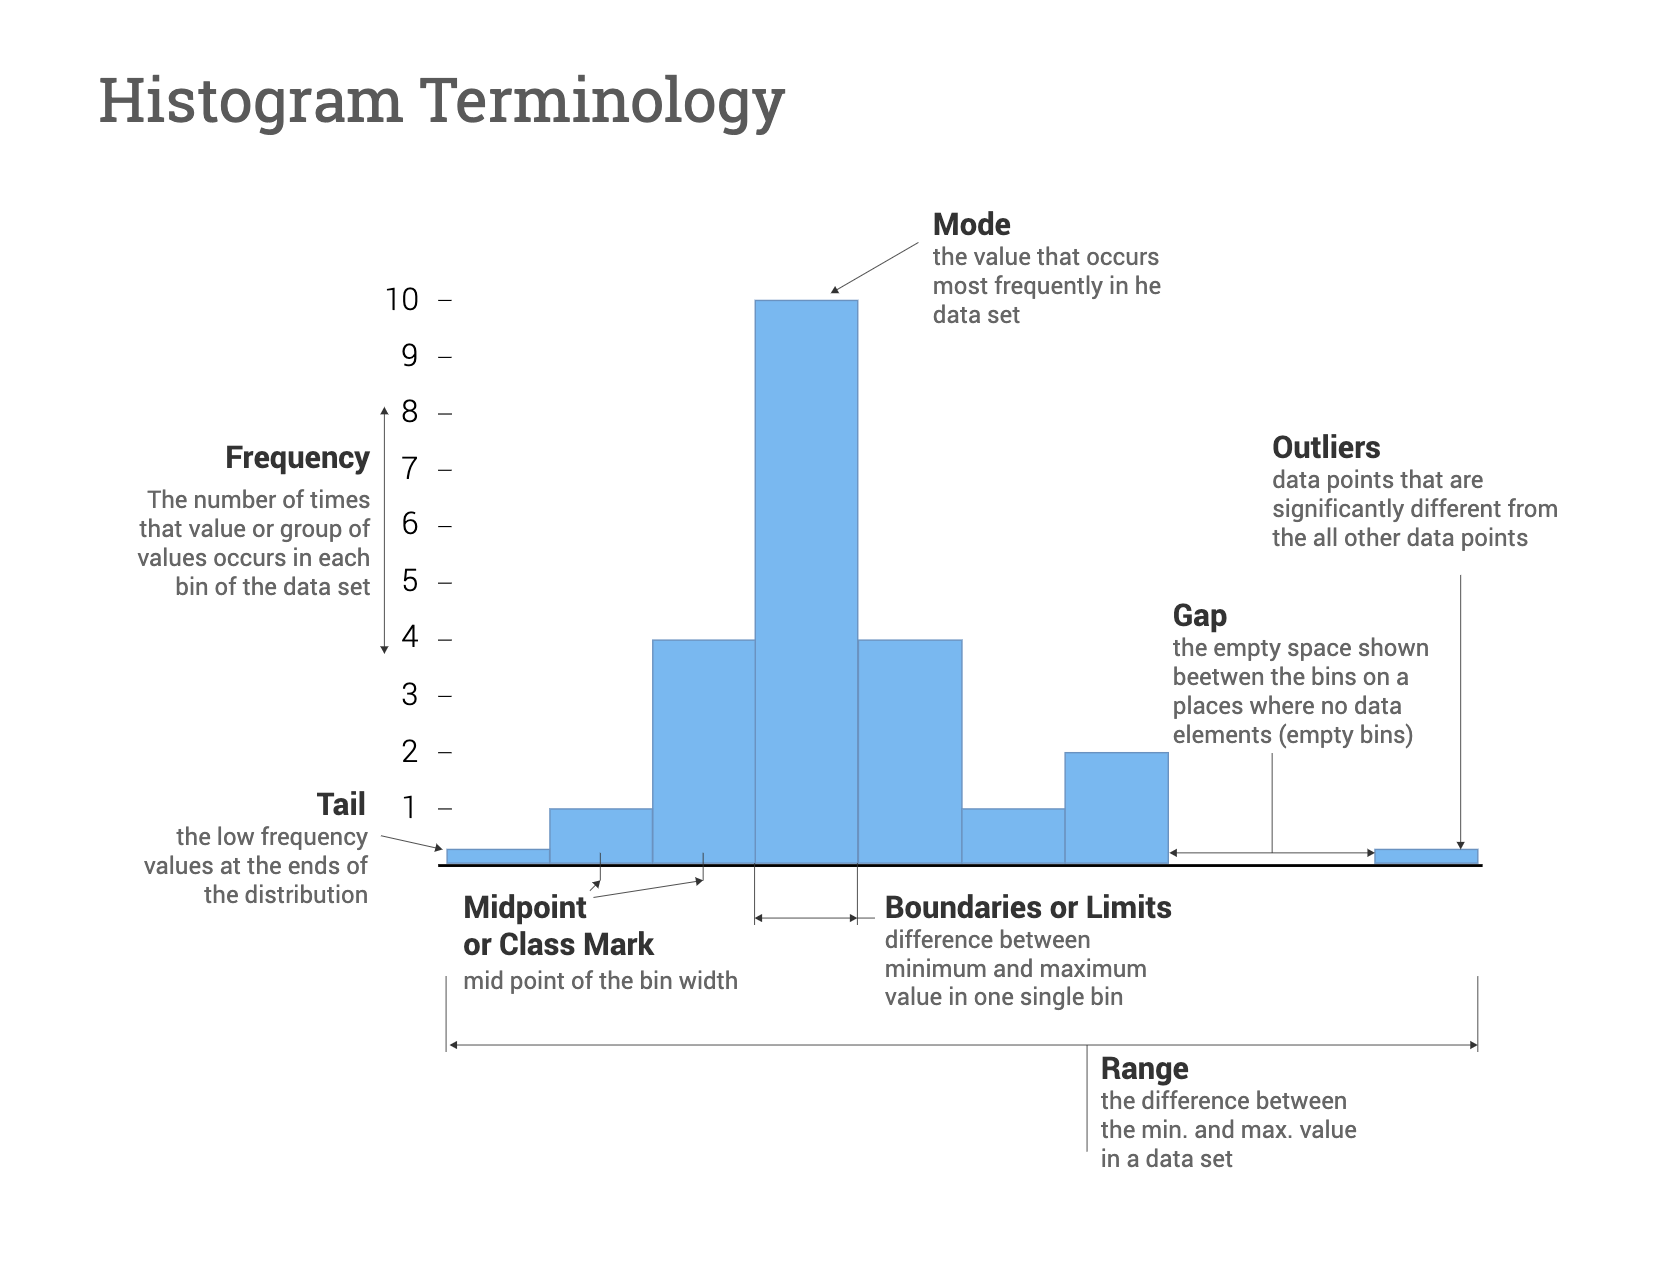 Histogram Terminology
Mode
the value that occurs
most frequently in he
data set
10
9
8
7
6
5
4
3
2
1
Frequency
The number of times
that value or group of
values occurs in each
bin of the data set
Outliers
data points that are
significantly different from
the all other data points
Gap
the empty space shown
beetwen the bins on a
places where no data
elements (empty bins)
Tail
the low frequency
values at the ends of
the distribution
Midpoint
or Class Mark
mid point of the bin width
Boundaries or Limits
difference between
minimum and maximum
value in one single bin
Range
the difference between
the min. and max. value
in a data set